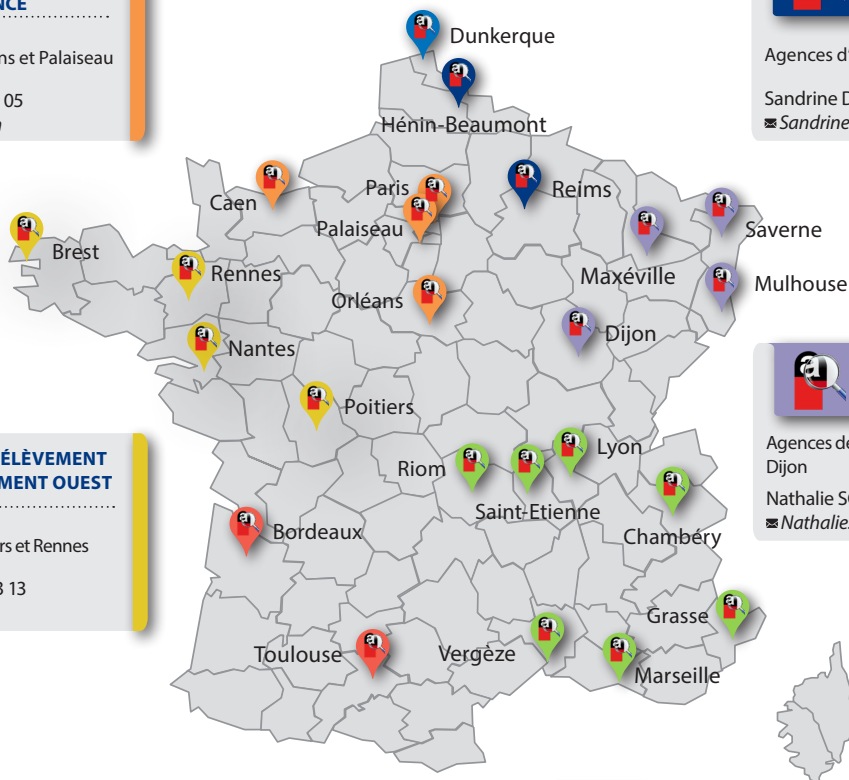 NCE
ns et Palaiseau
05
ÉLÈVEMENT
MENT OUEST
rs et Rennes
3 13
Dunkerque
Hénin-Beaumont
Caen
Paris
Reims
Palaiseau
Saverne
Brest
Rennes
Maxéville
Mulhouse
Orléans
Nantes
Dijon
Poitiers
Lyon
Riom
Saint-Etienne
Bordeaux
Chambéry
Grasse
Toulouse
Vergèze
Marseille
Agences d'
Sandrine D
Sandrine
Agences de
Dijon
Nathalie S
Nathalie.